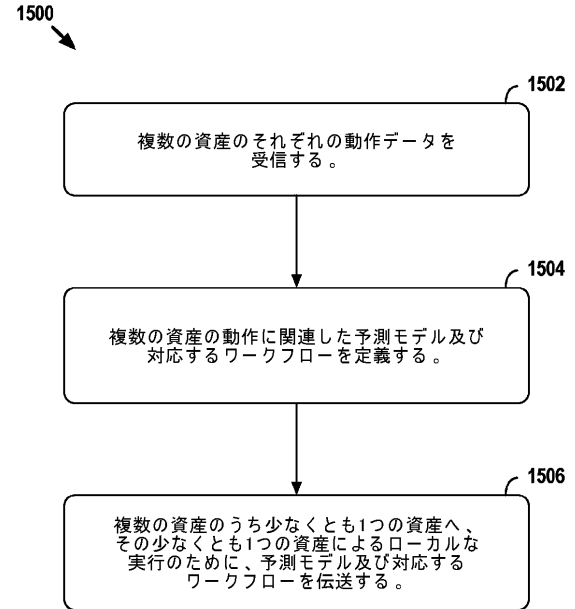 1500
1502
複数の資産のそれぞれの動作データを
受信する。
1504
複数の資産の動作に関連した予測モデル及び
対応するワークフローを定義する。
1506
複数の資産のうち少なくとも1つの資産へ、
その少なくとも1つの資産によるローカルな
実行のために、予測モデル及び対応する
ワークフローを伝送する。